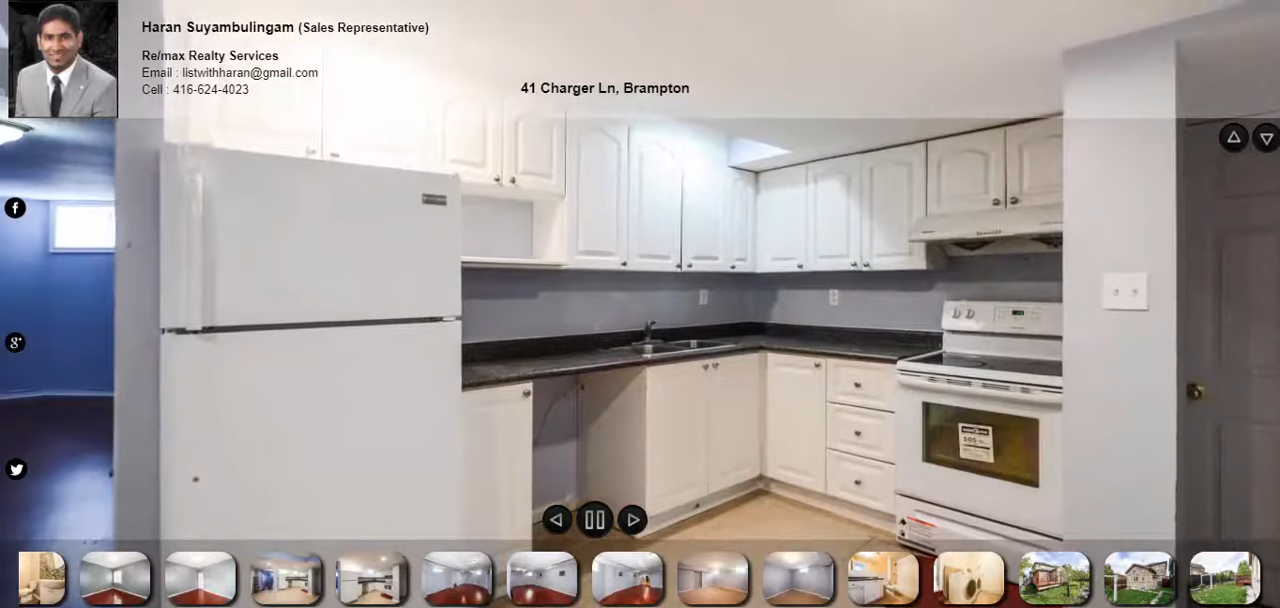 Haran Suyambulingam (Sales Representative)
Re/max Realty Services
Email : listwithharan@gmail.com
Cell : 416-624-4023
41 Charger Ln, Brampton